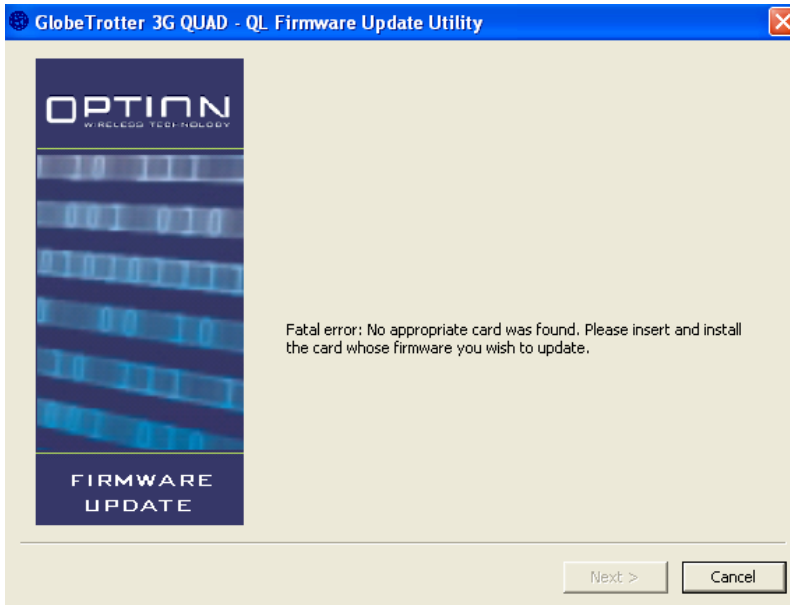 GlobeTrotter 3G QUAD - QL Firmware Update Utility
OPTION
WIRELESS TECHNOLOGY
Fatal error: No appropriate card was found. Please insert and install
the card whose firmware you wish to update.
FIRMWARE
UPDATE
Next >
Cancel